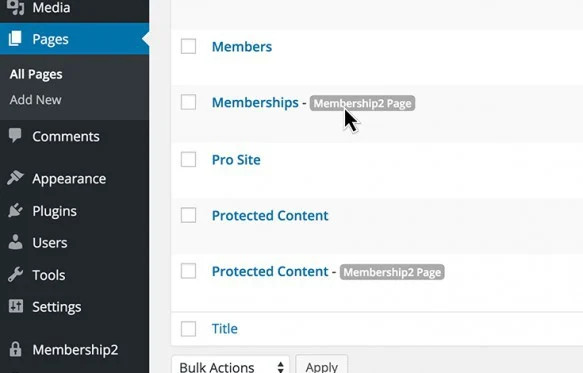 Media
Pages
All Pages
Add New
Comments
Appearance
Plugins
Users
Tools
Settings
Membership2
Members
Memberships - Membership2 Page
Pro Site
Protected Content
Protected Content - Membership2 Page
Title
Bulk Actions
Apply